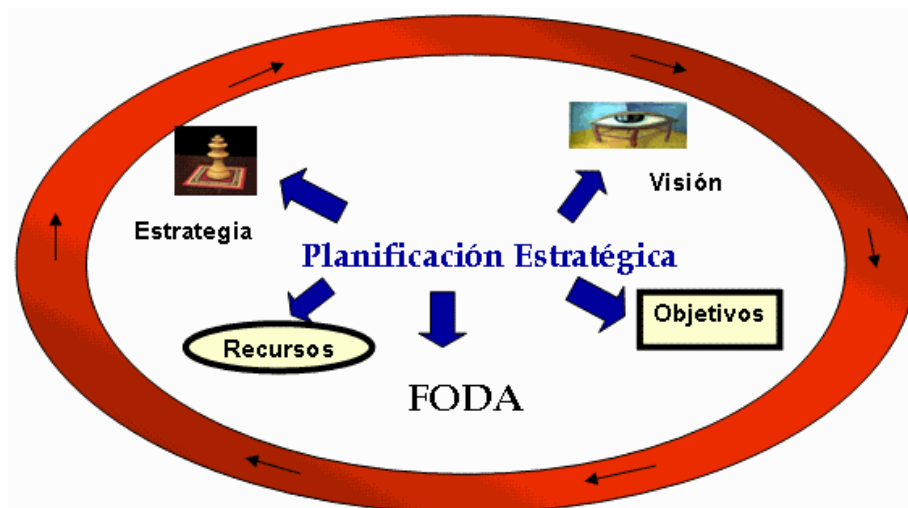 Visión
Estrategia
Planificación Estratégica
Objetivos
Recursos
FODA